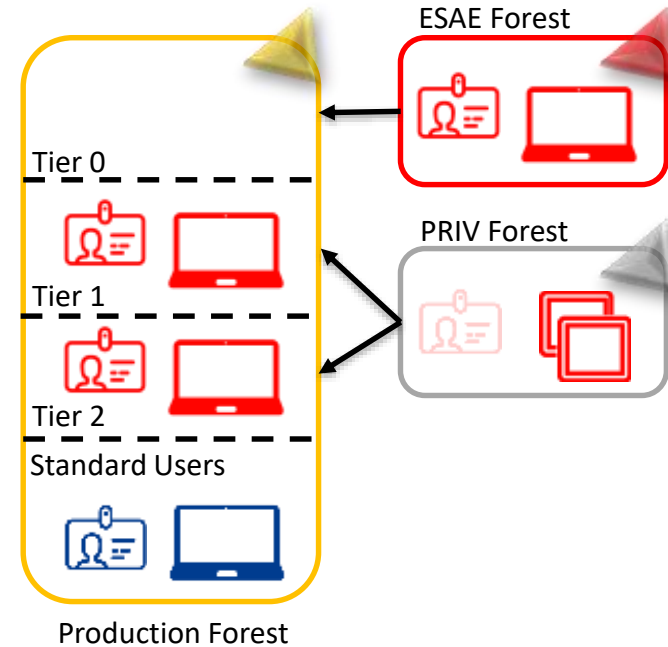 ESAE Forest
Tier 0
PRIV Forest
Tier 1
Tier 2
Standard Users
Production Forest